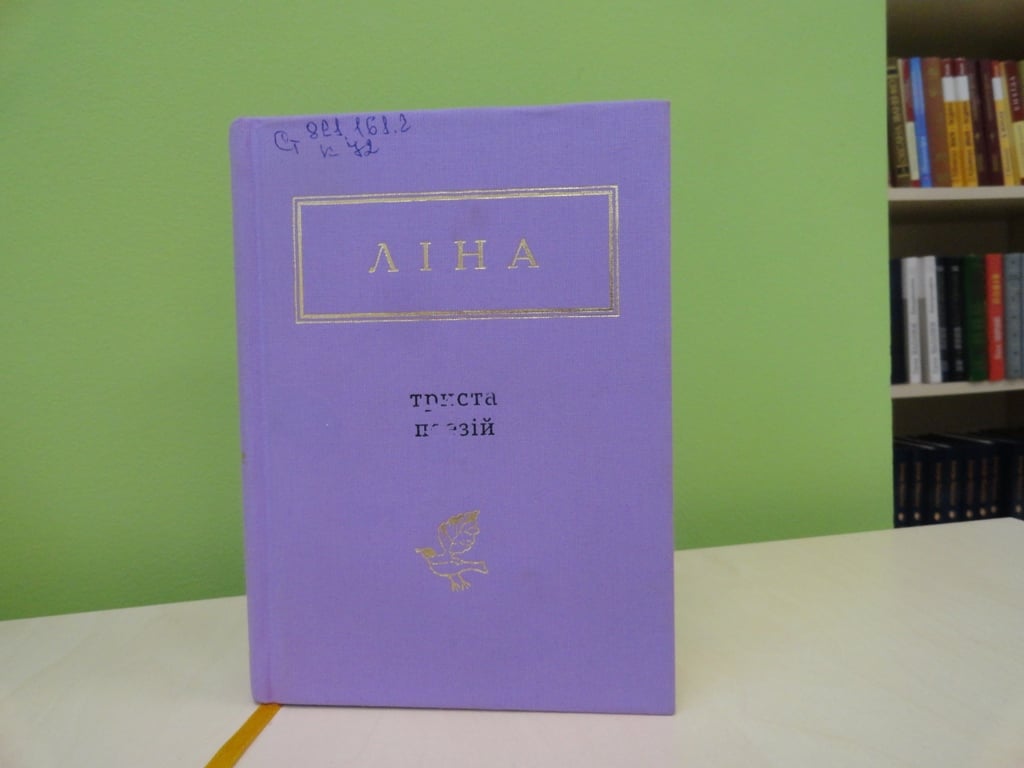 Ст 821.161.2
К 72
ЛІНА
триста
поезій